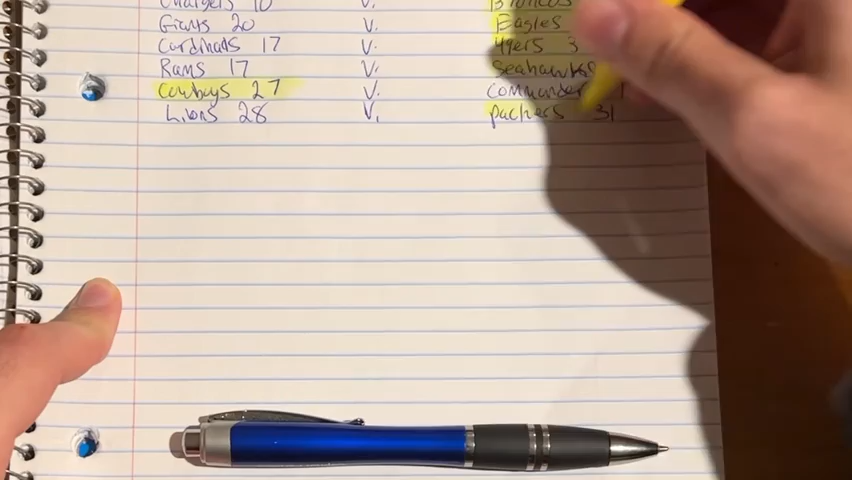 Chargers 10 V. Broncos
Giants 20 V. Eagles
Cardinals 17 V. 49ers 3
Rams 17 V. Seahawks
Cowboys 27 V. Commander
Lions 28 V. packers 31